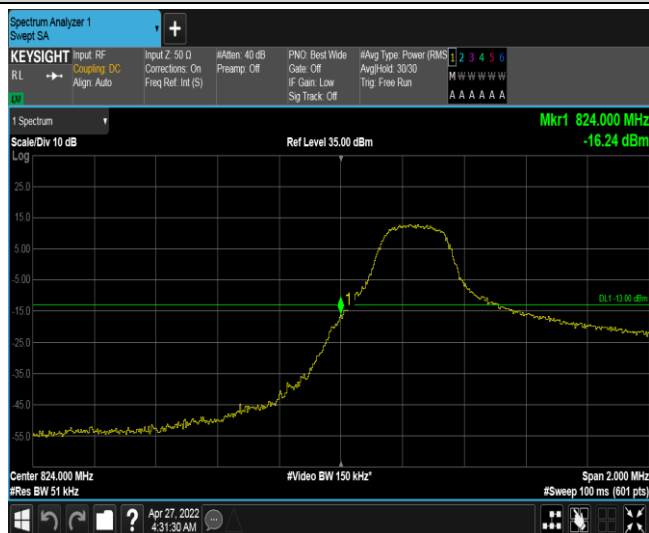 Spectrum Analyzer 1
Swept SA
KEYSIGHT
RL
Input: RF
Coupling: DC
Align: Auto
Input Z: 50 Ω
Corrections: On
Freq Ref: Int (S)
#Atten: 40 dB
Preamp: Off
PNO: Best Wide
Gate: Off
IF Gain: Low
Sig Track: Off
#Avg Type: Power (RMS
Avg|Hold: 30/30
Trig: Free Run
1 2 3 4 5 6
M W W W W W
A A A A A A
1 Spectrum
Scale/Div 10 dB
Ref Level 35.00 dBm
Mkr1 824.000 MHz
-16.24 dBm
Log
25.0
15.0
5.00
-5.00
-15.0
-25.0
-35.0
-45.0
-55.0
1
DL1 -13.00 dBm
Center 824.000 MHz
#Res BW 51 kHz
#Video BW 150 kHz*
Span 2.000 MHz
#Sweep 100 ms (601 pts)
?
Apr 27, 2022
4:31:30 AM